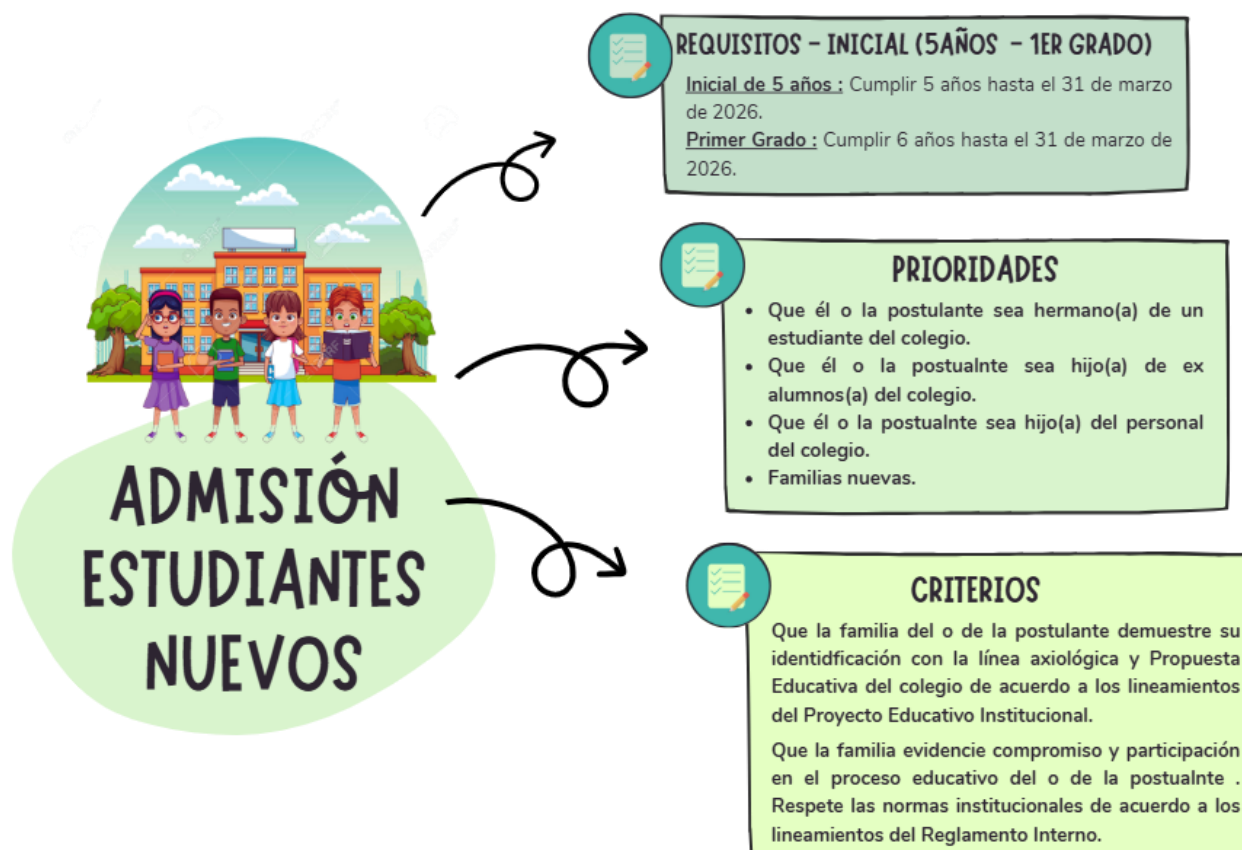 ADMISIÓN
ESTUDIANTES
NUEVOS
REQUISITOS - INICIAL (5AÑOS - 1ER GRADO)
Inicial de 5 años : Cumplir 5 años hasta el 31 de marzo
de 2026.
Primer Grado : Cumplir 6 años hasta el 31 de marzo de
2026.
PRIORIDADES
• Que él o la postulante sea hermano(a) de un
estudiante del colegio.
• Que él o la postualnte sea hijo(a) de ex
alumnos(a) del colegio.
• Que él o la postualnte sea hijo(a) del personal
del colegio.
• Familias nuevas.
CRITERIOS
Que la familia del o de la postulante demuestre su
identidficación con la línea axiológica y Propuesta
Educativa del colegio de acuerdo a los lineamientos
del Proyecto Educativo Institucional.
Que la familia evidencie compromiso y participación
en el proceso educativo del o de la postualnte .
Respete las normas institucionales de acuerdo a los
lineamientos del Reglamento Interno.